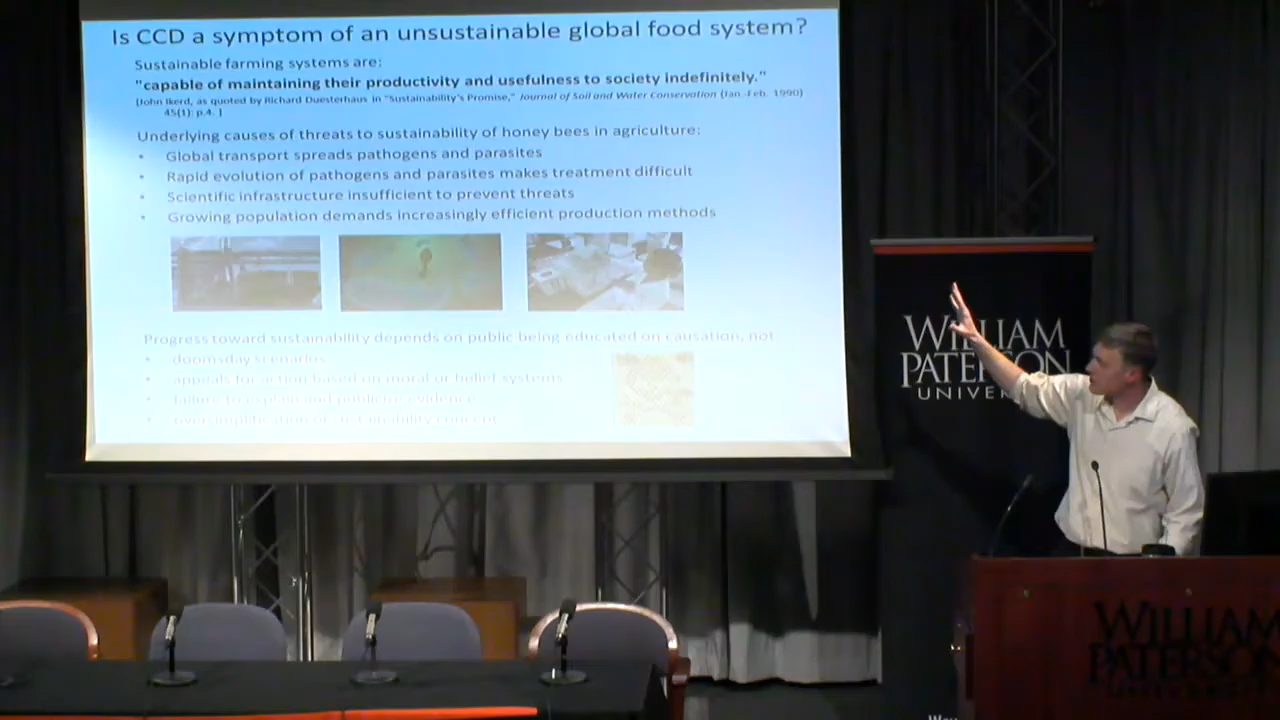 Is CCD a symptom of an unsustainable global food system?
Sustainable farming systems are:
"capable of maintaining their productivity and usefulness to society indefinitely."
[John Ikerd, as quoted by Richard Duesterhaus in "Sustainability's Promise," Journal of Soil and Water Conservation (Jan.-Feb. 1990)
45(1): p.4. ]
Underlying causes of threats to sustainability of honey bees in agriculture:
• Global transport spreads pathogens and parasites
• Rapid evolution of pathogens and parasites makes treatment difficult
• Scientific infrastructure insufficient to prevent threats
• Growing population demands increasingly efficient production methods
Progress toward sustainability depends on public being educated on causation, not
• doomsday scenarios
• appeals for action based on moral or belief systems
• failure to explain and publicize evidence
• oversimplification of sustainability concept
WILLIAM
PATERSON
UNIVER
WILLIAM
PATERSON
UNIVERSITY